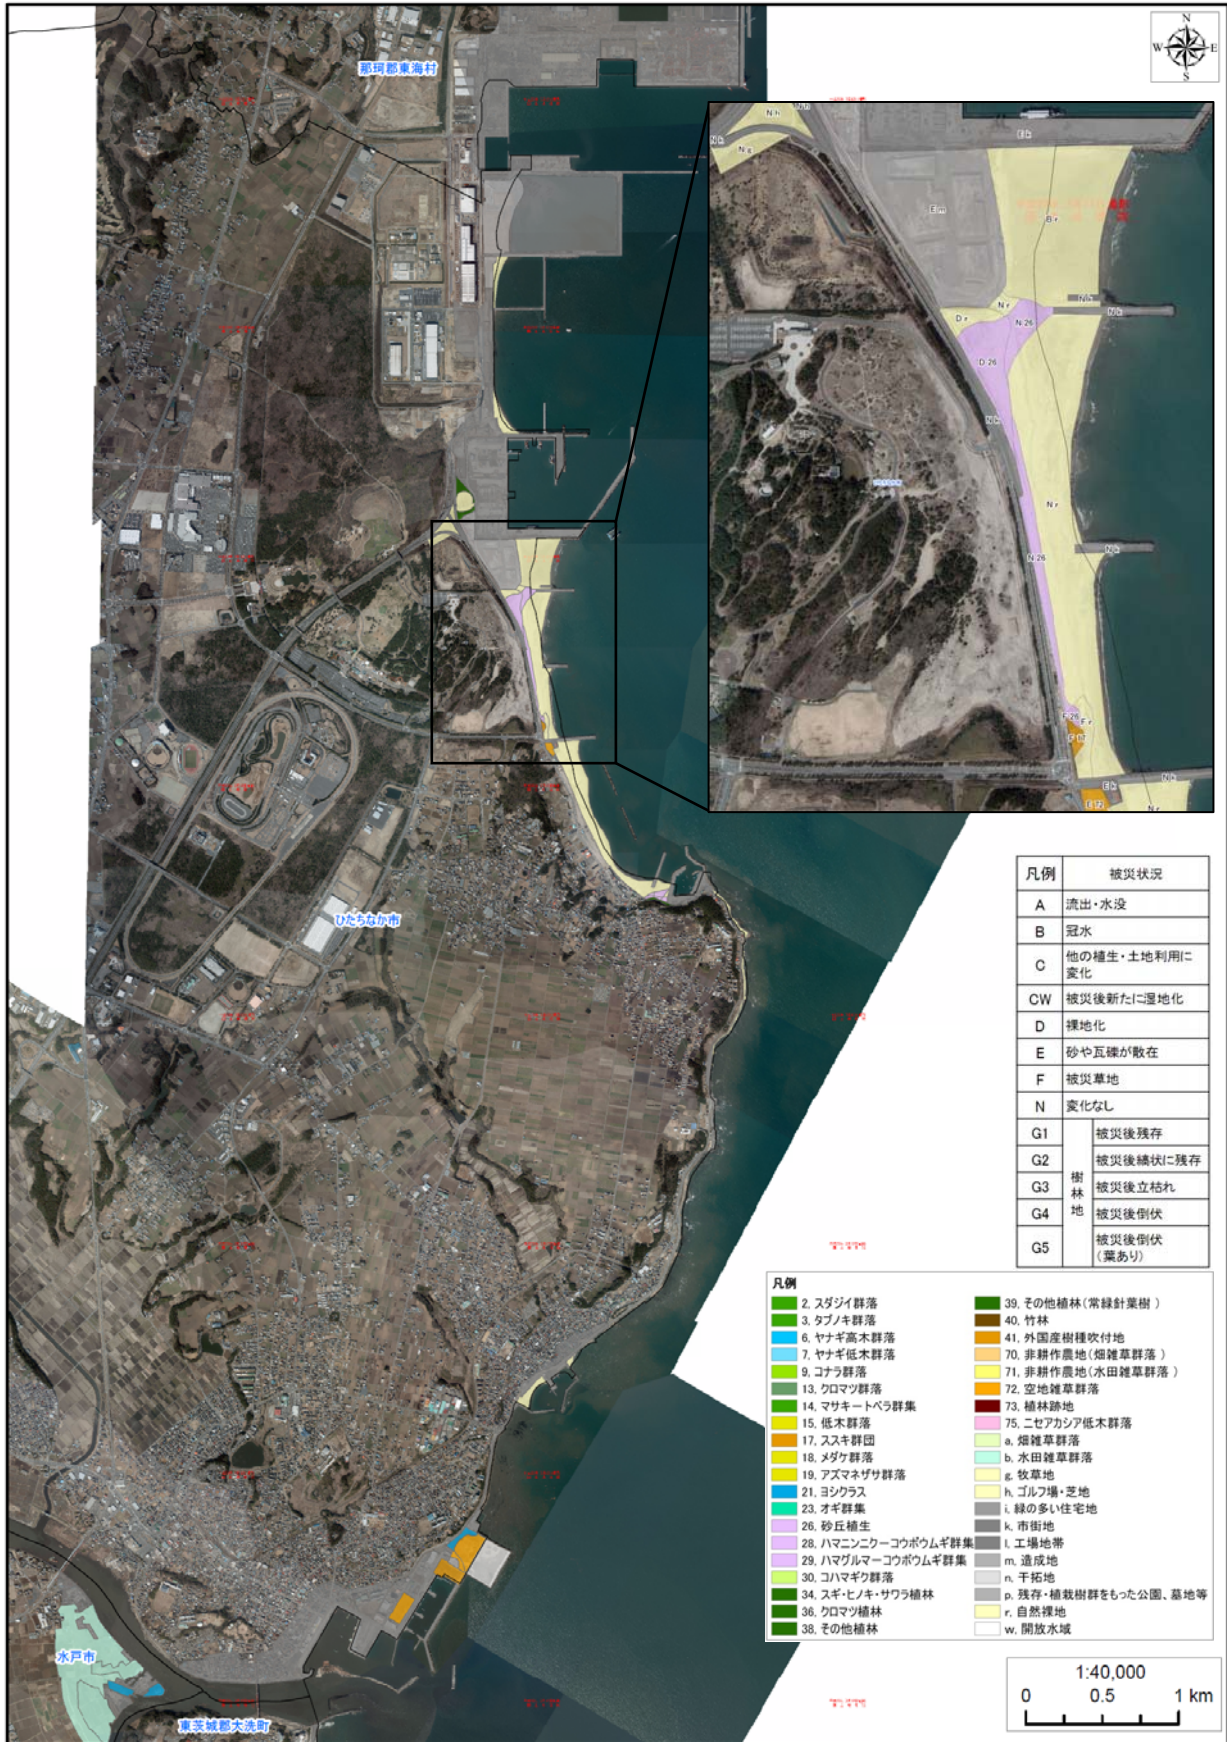 N
W E
S
那珂郡東海村
ひたちなか市
水戸市
東茨城郡大洗町
N h
N h
N k
N g
E k
E m
B r
N r
N h
N k
D r
N 26
D 26
N k
N r
N k
N 26
F 26
F r
F 17
N k
E k
E 72
N r
凡例 被災状況
A 流出・水没
B 冠水
C 他の植生・土地利用に
変化
CW 被災後新たに湿地化
D 裸地化
E 砂や瓦礫が散在
F 被災草地
N 変化なし
樹林地
G1 被災後残存
G2 被災後縞状に残存
G3 被災後立枯れ
G4 被災後倒伏
G5 被災後倒伏
(葉あり)
凡例
2. スダジイ群落
3. タブノキ群落
6. ヤナギ高木群落
7. ヤナギ低木群落
9. コナラ群落
13. クロマツ群落
14. マサキートベラ群集
15. 低木群落
17. ススキ群団
18. メダケ群落
19. アズマネザサ群落
21. ヨシクラス
23. オギ群集
26. 砂丘植生
28. ハマニンニクーコウボウムギ群集
29. ハマグルマーコウボウムギ群集
30. コハマギク群落
34. スギ・ヒノキ・サワラ植林
36. クロマツ植林
38. その他植林
39. その他植林(常緑針葉樹)
40. 竹林
41. 外国産樹種吹付地
70. 非耕作農地(畑雑草群落)
71. 非耕作農地(水田雑草群落)
72. 空地雑草群落
73. 植林跡地
75. ニセアカシア低木群落
a. 畑雑草群落
b. 水田雑草群落
g. 牧草地
h. ゴルフ場・芝地
i. 緑の多い住宅地
k. 市街地
l. 工場地帯
m. 造成地
n. 干拓地
p. 残存・植栽樹群をもった公園、墓地等
r. 自然裸地
w. 開放水域
1:40,000
0 0.5 1 km